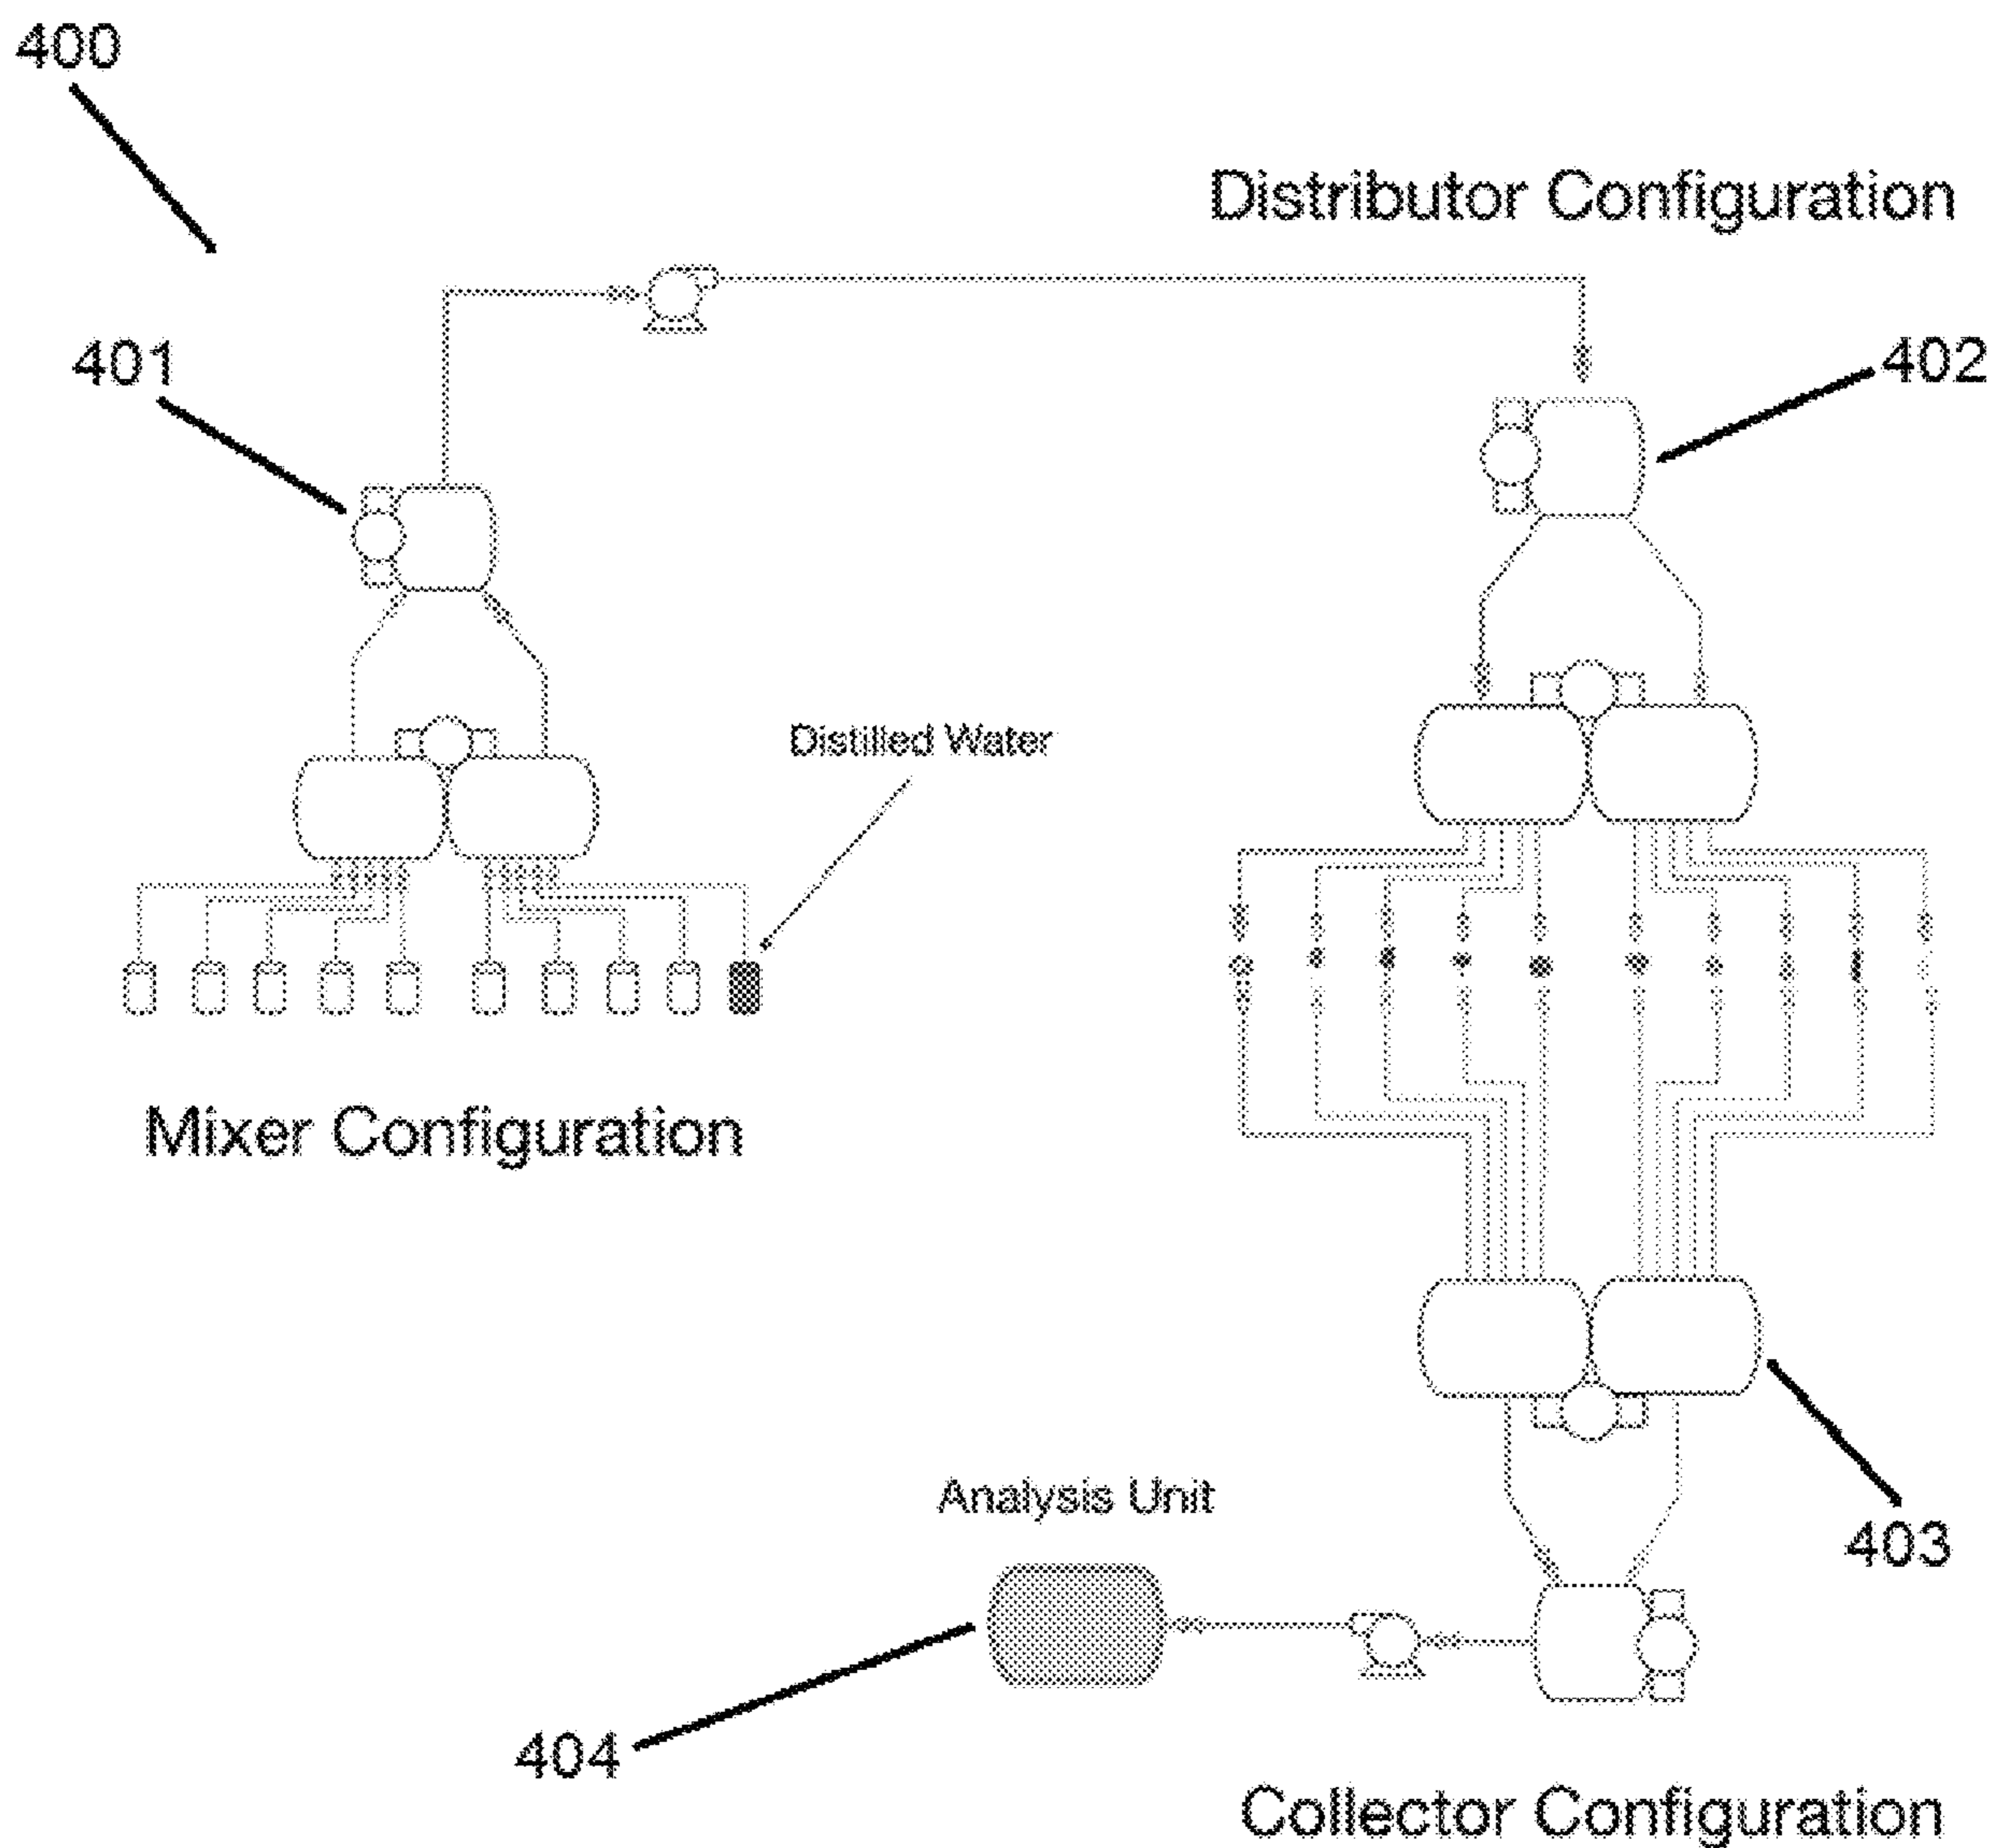 400
Distributor Configuration
401
402
Distilled Water
Mixer Configuration
Analysis Unit
403
404
Collector Configuration